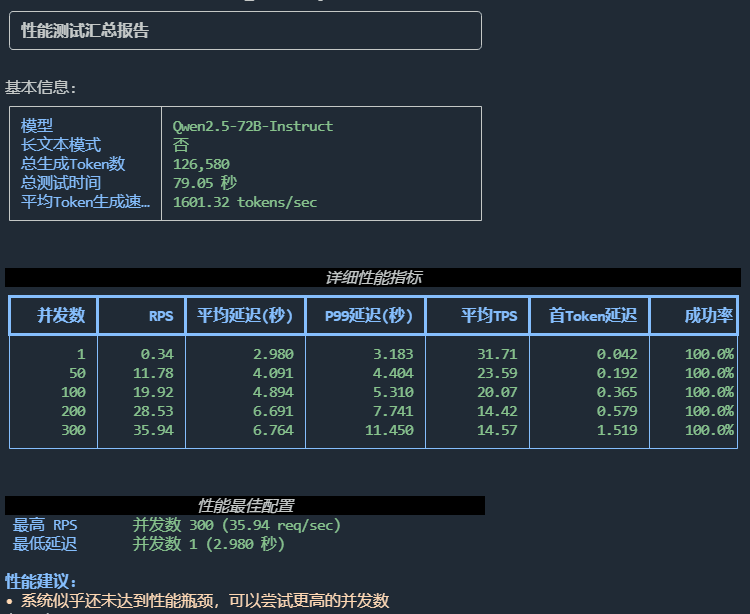 性能测试汇总报告
基本信息：
模型 Qwen2.5-72B-Instruct
长文本模式 否
总生成Token数 126,580
总测试时间 79.05 秒
平均Token生成速… 1601.32 tokens/sec
详细性能指标
并发数 RPS 平均延迟(秒) P99延迟(秒) 平均TPS 首Token延迟 成功率
1 0.34 2.980 3.183 31.71 0.042 100.0%
50 11.78 4.091 4.404 23.59 0.192 100.0%
100 19.92 4.894 5.310 20.07 0.365 100.0%
200 28.53 6.691 7.741 14.42 0.579 100.0%
300 35.94 6.764 11.450 14.57 1.519 100.0%
性能最佳配置
最高 RPS 并发数 300 (35.94 req/sec)
最低延迟 并发数 1 (2.980 秒)
性能建议：
• 系统似乎还未达到性能瓶颈，可以尝试更高的并发数